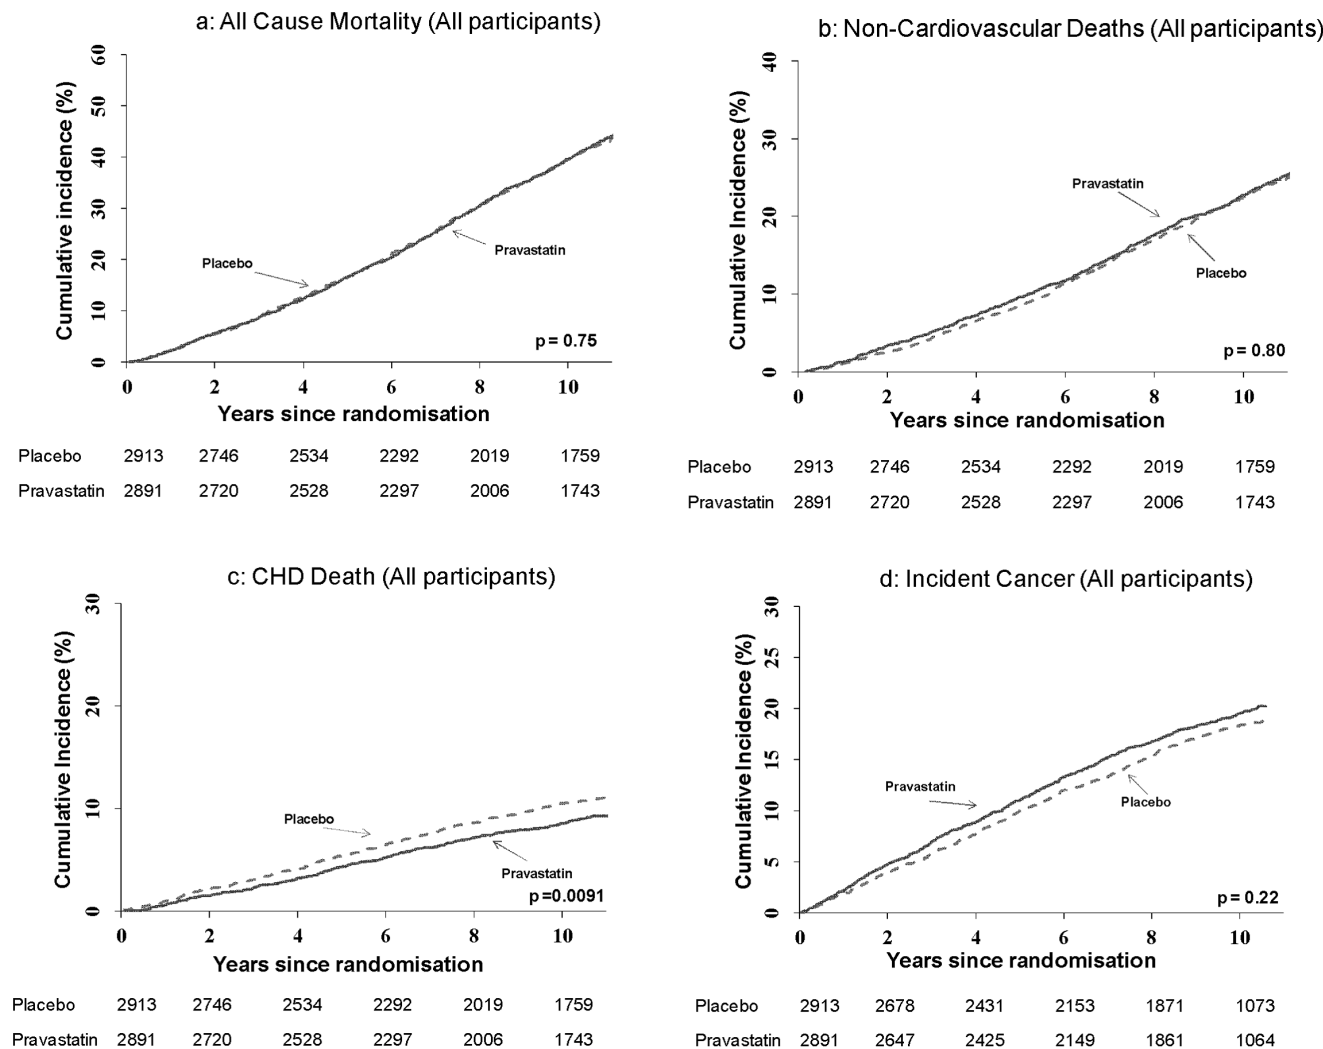 a: All Cause Mortality (All participants)
Cumulative incidence (%)
60
50
40
30
20
10
0
Placebo
Pravastatin
p = 0.75
0 2 4 6 8 10
Years since randomisation
Placebo 2913 2746 2534 2292 2019 1759
Pravastatin 2891 2720 2528 2297 2006 1743
b: Non-Cardiovascular Deaths (All participants)
Cumulative Incidence (%)
40
30
20
10
0
Pravastatin
Placebo
p = 0.80
0 2 4 6 8 10
Years since randomisation
Placebo 2913 2746 2534 2292 2019 1759
Pravastatin 2891 2720 2528 2297 2006 1743
c: CHD Death (All participants)
Cumulative Incidence (%)
30
20
10
0
Placebo
Pravastatin
p =0.0091
0 2 4 6 8 10
Years since randomisation
Placebo 2913 2746 2534 2292 2019 1759
Pravastatin 2891 2720 2528 2297 2006 1743
d: Incident Cancer (All participants)
Cumulative Incidence (%)
30
25
20
15
10
5
0
Pravastatin
Placebo
p = 0.22
0 2 4 6 8 10
Years since randomisation
Placebo 2913 2678 2431 2153 1871 1073
Pravastatin 2891 2647 2425 2149 1861 1064